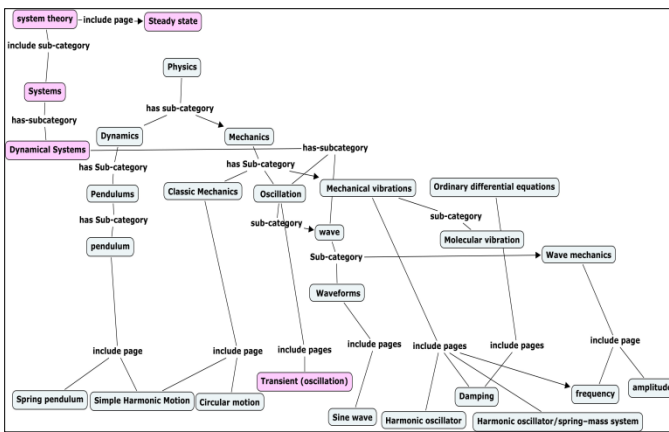 system theory
include page
Steady state
include sub-category
Physics
Systems
has sub-category
has-subcategory
Dynamics
Mechanics
Dynamical Systems
has-subcategory
has Sub-category
has Sub-category
Pendulums
Classic Mechanics
Oscillation
Mechanical vibrations
Ordinary differential equations
has Sub-category
sub-category
sub-category
wave
pendulum
Molecular vibration
Sub-category
Wave mechanics
Waveforms
include page
include page
include pages
include pages
include pages
include pages
include page
Transient (oscillation)
Spring pendulum
Simple Harmonic Motion
Circular motion
Damping
frequency
amplitude
Sine wave
Harmonic oscillator
Harmonic oscillator/spring-mass system